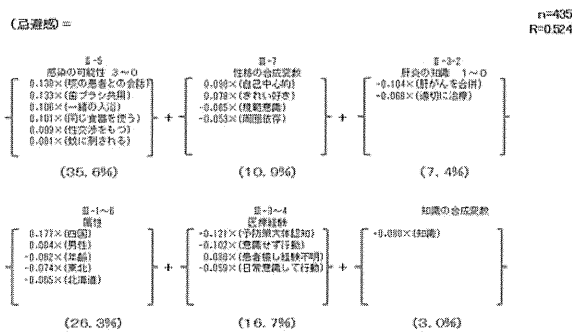 n=435
R=0.524
(忌避感)=
Ⅱ-5
感染の可能性 3~0
0.139×(咳の患者との会話)
0.133×(歯ブラシ共用)
0.106×(一緒の入浴)
0.101×(同じ食器を使う)
0.093×(性交渉をもつ)
0.081×(蚊に刺される)
(35.6%)
+
Ⅱ-7
性格の合成変数
0.090×(自己中心的)
0.078×(きれい好き)
-0.065×(規範意識)
-0.053×(周囲依存)
(10.9%)
+
Ⅱ-3-2
肝炎の知識 1~0
-0.104×(肝がんを合併)
-0.068×(適切に治療)
(7.4%)
Ⅲ-1~6
属性
0.177×(四国)
0.084×(男性)
-0.082×(年齢)
-0.074×(東北)
-0.065×(北海道)
(26.3%)
+
Ⅱ-3~4
医療経験
-0.121×(予防策大体認知)
-0.102×(意識せず行動)
0.088×(患者接し経験不明)
-0.059×(日常意識して行動)
(16.7%)
+
知識の合成変数
-0.080×(知識)
(3.0%)